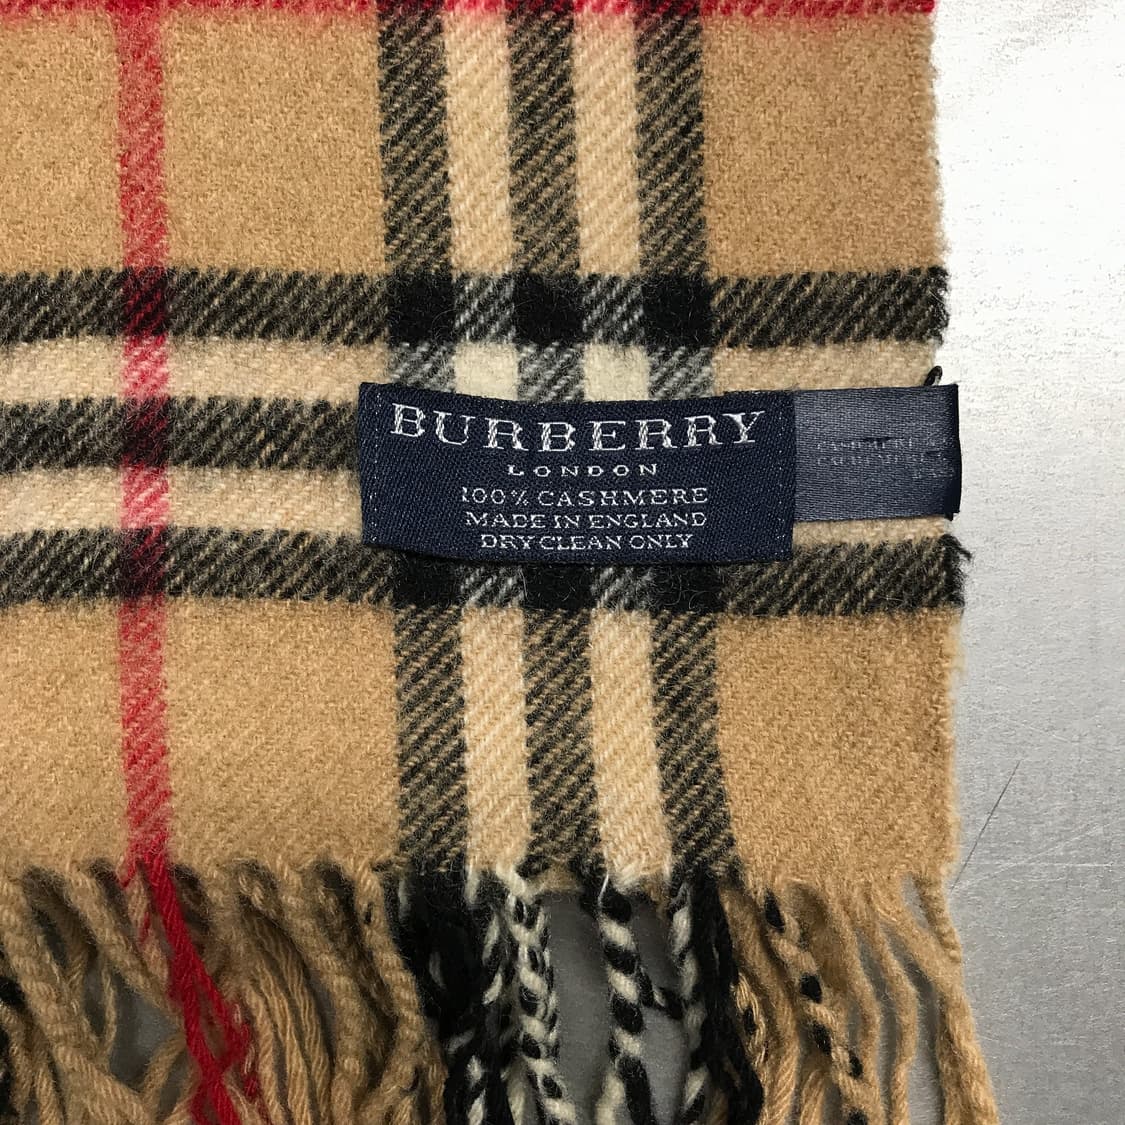 BURBERRY
LONDON
100% CASHMERE
MADE IN ENGLAND
DRY CLEAN ONLY